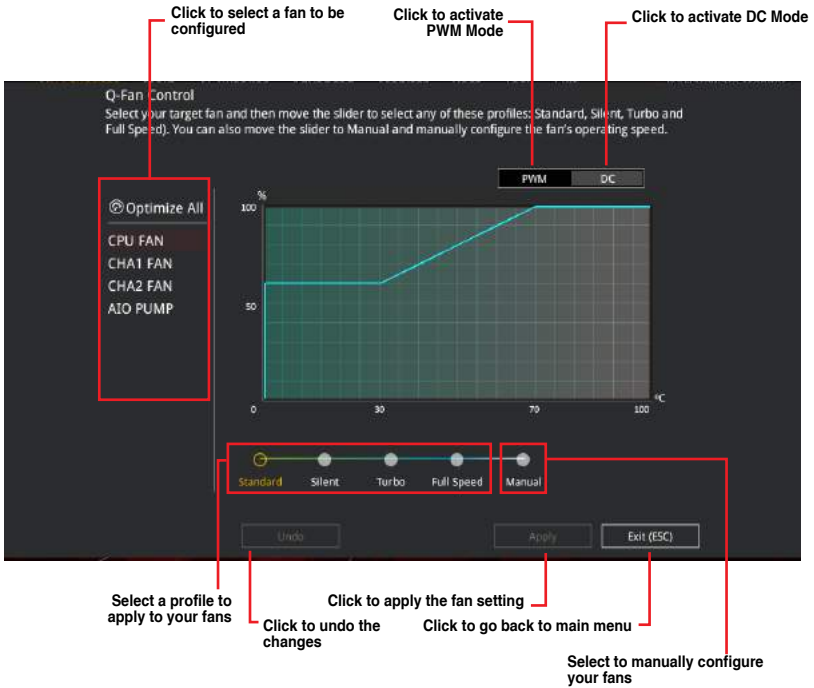 Click to select a fan to be
configured
Click to activate
PWM Mode
Click to activate DC Mode
Q-Fan Control
Select your target fan and then move the slider to select any of these profiles: Standard, Silent, Turbo and
Full Speed). You can also move the slider to Manual and manually configure the fan's operating speed.
PWM DC
Optimize All
CPU FAN
CHA1 FAN
CHA2 FAN
AIO PUMP
%
100
50
°C
0 30 70 100
Standard Silent Turbo Full Speed Manual
Undo Apply Exit (ESC)
Select a profile to
apply to your fans
Click to undo the
changes
Click to apply the fan setting
Click to go back to main menu
Select to manually configure
your fans